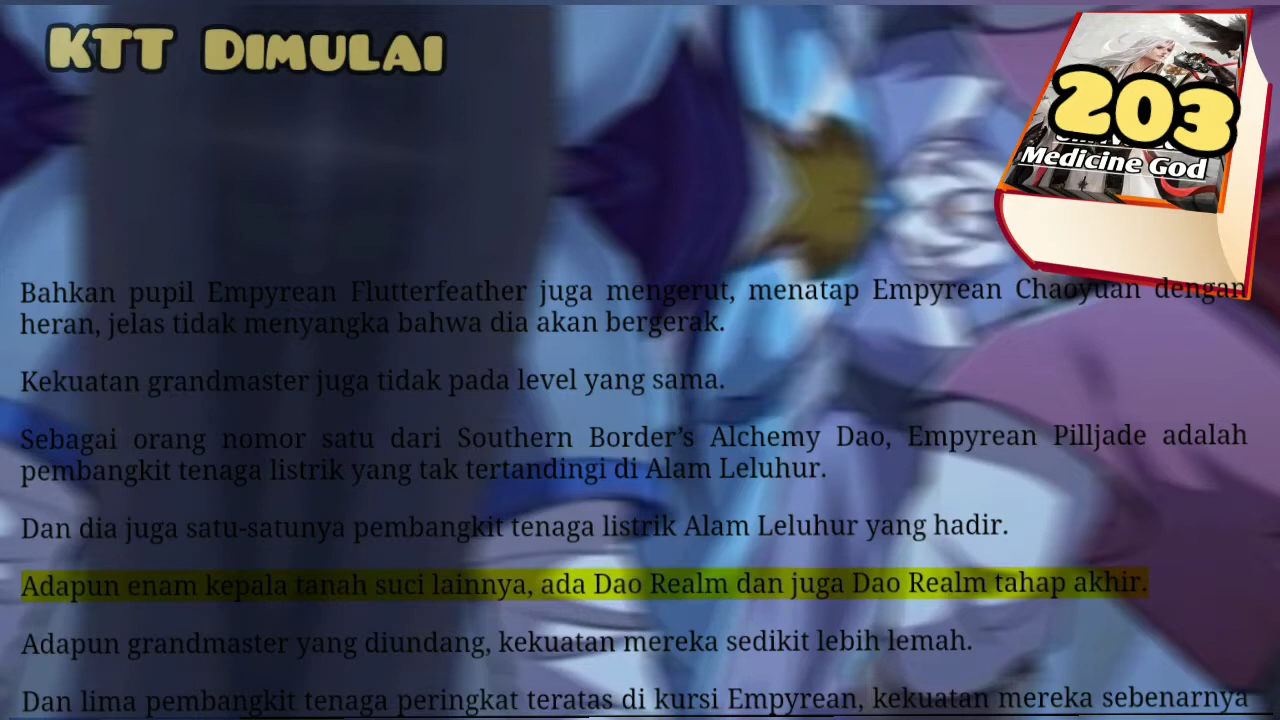 KTT DIMULAI
203
Medicine God
Bahkan pupil Empyrean Flutterfeather juga mengerut, menatap Empyrean Chaoyuan dengan
heran, jelas tidak menyangka bahwa dia akan bergerak.
Kekuatan grandmaster juga tidak pada level yang sama.
Sebagai orang nomor satu dari Southern Border’s Alchemy Dao, Empyrean Pilljade adalah
pembangkit tenaga listrik yang tak tertandingi di Alam Leluhur.
Dan dia juga satu-satunya pembangkit tenaga listrik Alam Leluhur yang hadir.
Adapun enam kepala tanah suci lainnya, ada Dao Realm dan juga Dao Realm tahap akhir.
Adapun grandmaster yang diundang, kekuatan mereka sedikit lebih lemah.
Dan lima pembangkit tenaga peringkat teratas di kursi Empyrean, kekuatan mereka sebenarnya